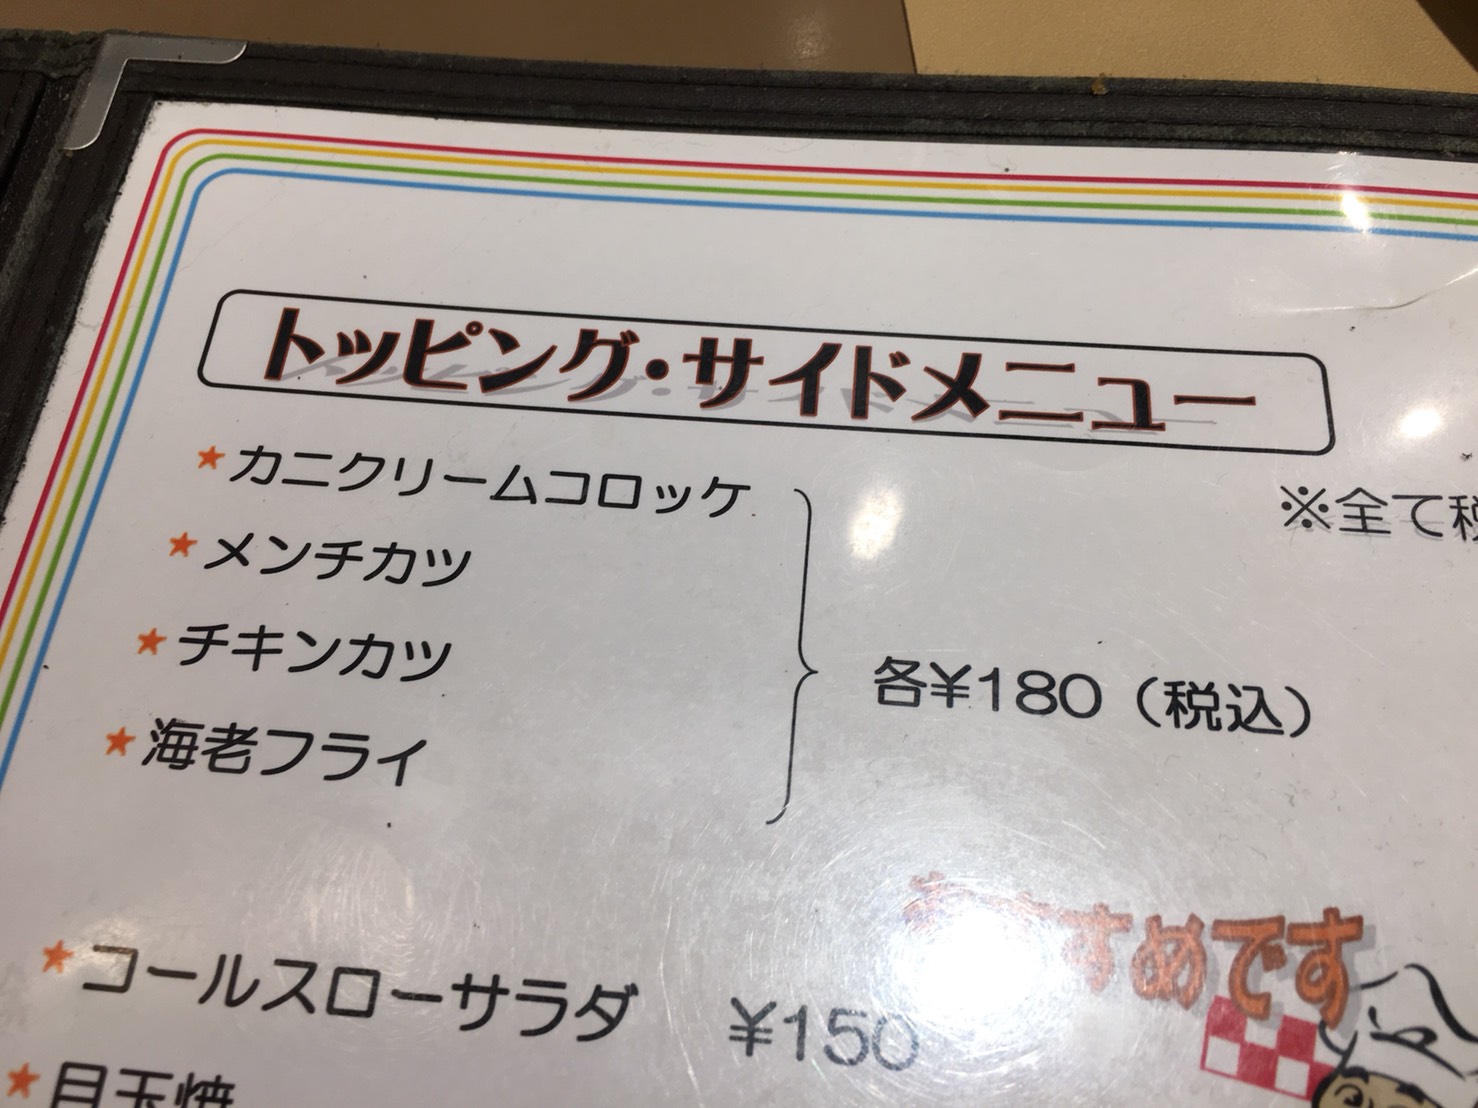 トッピング・サイドメニュー
★カニクリームコロッケ
※全て
★メンチカツ
★チキンカツ
各¥180（税込）
★海老フライ
すめです
★コールスローサラダ ¥150
★目玉焼